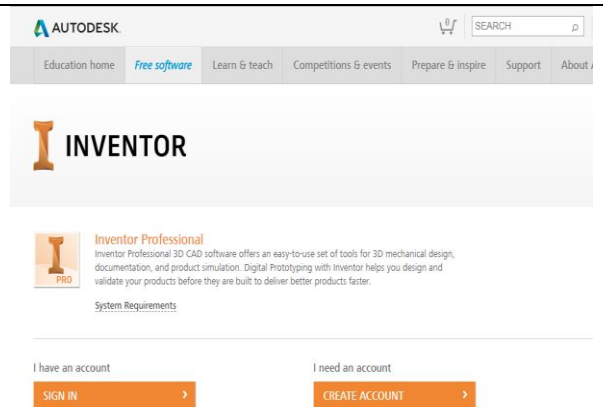 AUTODESK.
0
SEARCH
Education home Free software Learn & teach Competitions & events Prepare & inspire Support About
INVENTOR
Inventor Professional
Inventor Professional 3D CAD software offers an easy-to-use set of tools for 3D mechanical design,
documentation, and product simulation. Digital Prototyping with Inventor helps you design and
validate your products before they are built to deliver better products faster.
PRO
System Requirements
I have an account I need an account
SIGN IN CREATE ACCOUNT